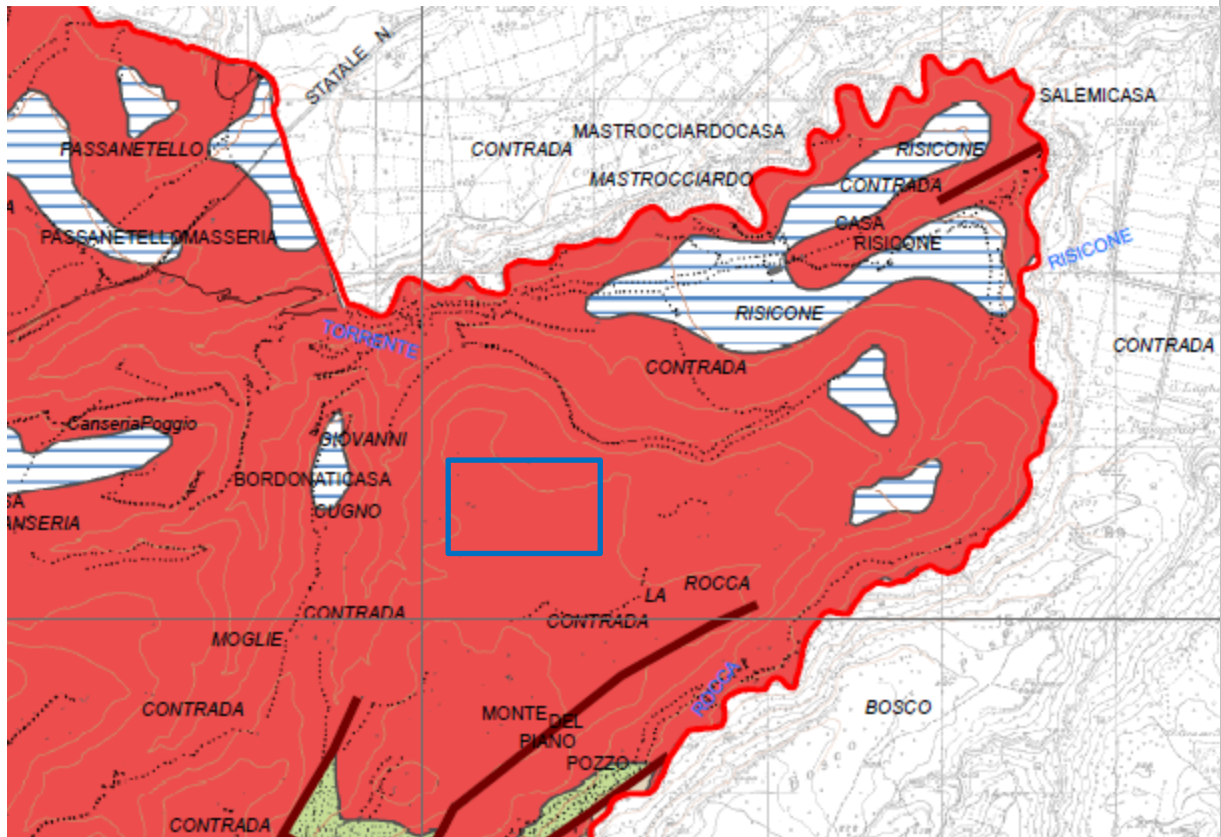 STATALE N
SALEMICASA
MASTROCCIARDOCASA
CONTRADA
PASSANETELLO
RISICONE
MASTROCCIARDO
CONTRADA
CASA
RISICONE
PASSANETELLOMASSERIA
RISICONE
RISICONE
TORRENTE
CONTRADA
CONTRADA
CanseriaPoggio
GIOVANNI
BORDONATICASA
CUGNO
SA
ANSERIA
ROCCA
LA
CONTRADA
CONTRADA
MOGLIE
ROCCA
CONTRADA
BOSCO
MONTE DEL
PIANO
POZZO
CONTRADA